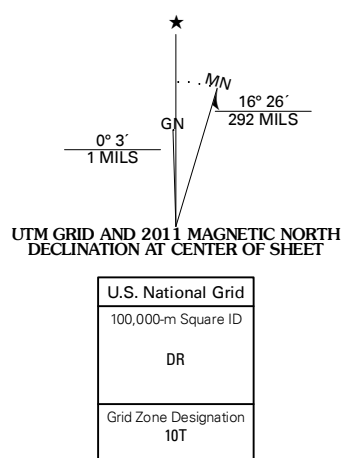 ★
MN
GN
16° 26´
292 MILS
0° 3´
1 MILS
UTM GRID AND 2011 MAGNETIC NORTH
DECLINATION AT CENTER OF SHEET
U.S. National Grid
100,000-m Square ID
DR
Grid Zone Designation
10T